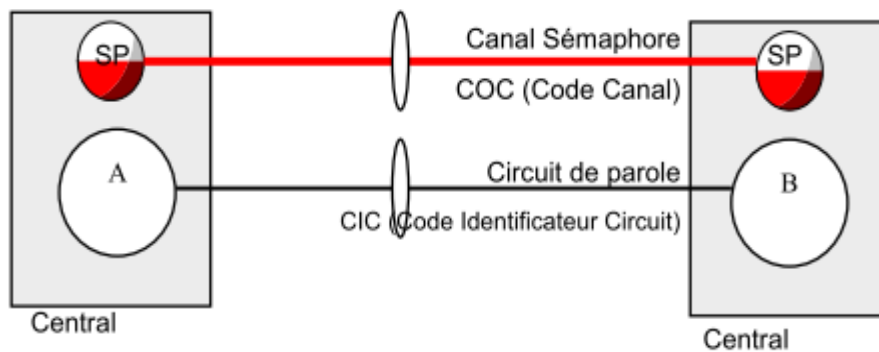 SP
Canal Sémaphore
SP
COC (Code Canal)
A
Circuit de parole
B
CIC (Code Identificateur Circuit)
Central
Central